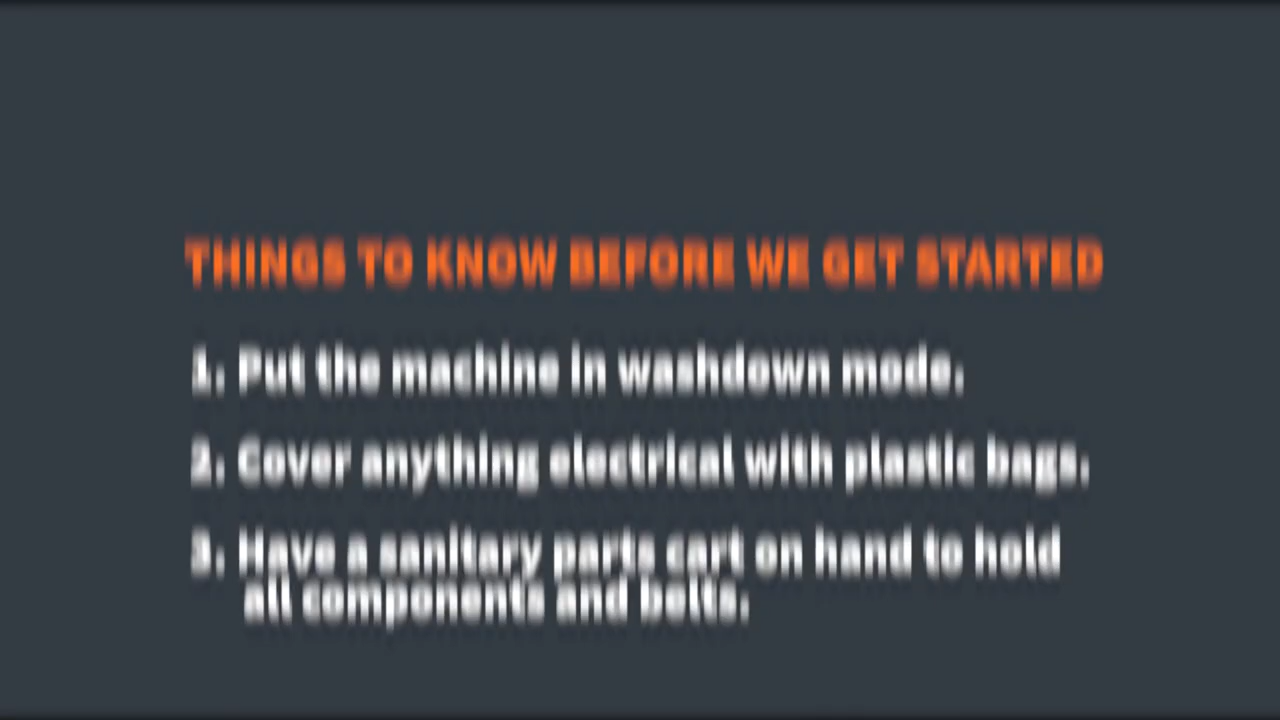 THINGS TO KNOW BEFORE WE GET STARTED
1. Put the machine in washdown mode.
2. Cover anything electrical with plastic bags.
3. Have a sanitary parts cart on hand to hold
all components and belts.